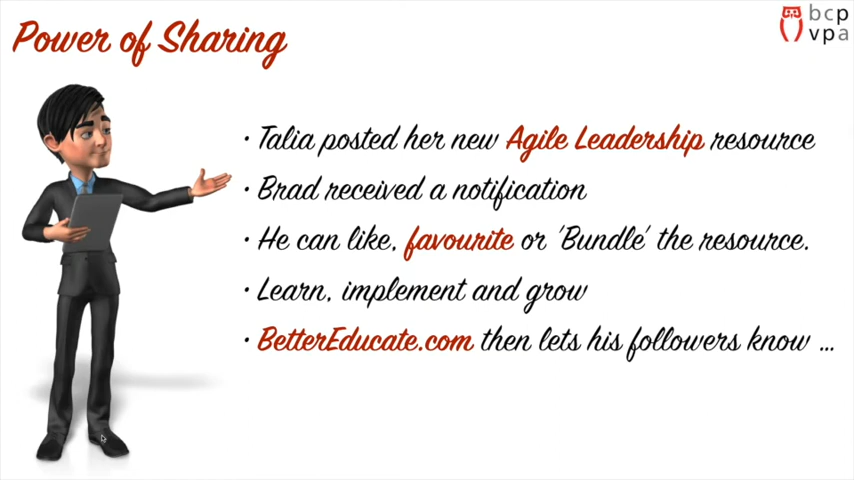 Power of Sharing
bcp
vpa
• Talia posted her new Agile Leadership resource
• Brad received a notification
• He can like, favourite or 'Bundle' the resource.
• Learn, implement and grow
• BetterEducate.com then lets his followers know ...